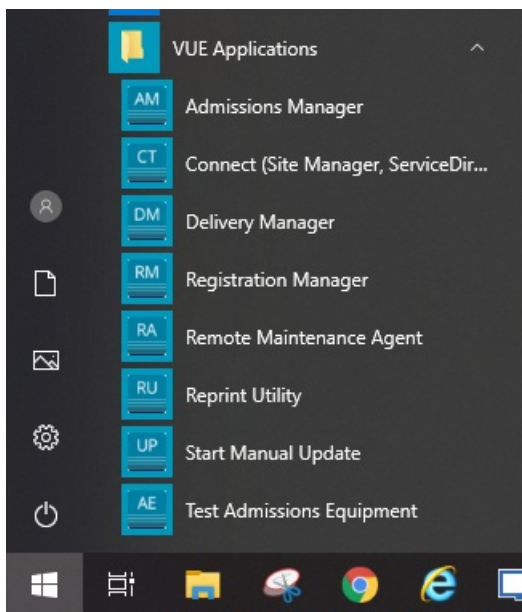 VUE Applications
AM Admissions Manager
CT Connect (Site Manager, ServiceDir...
DM Delivery Manager
RM Registration Manager
RA Remote Maintenance Agent
RU Reprint Utility
UP Start Manual Update
AE Test Admissions Equipment